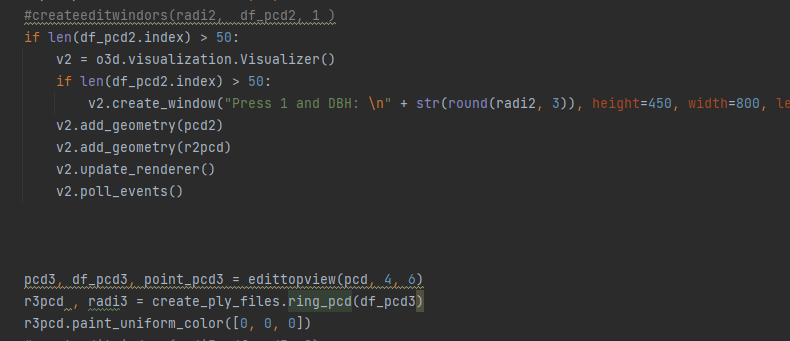 #createeditwindors(radi2,  df_pcd2, 1 )
if len(df_pcd2.index) > 50:
    v2 = o3d.visualization.Visualizer()
    if len(df_pcd2.index) > 50:
        v2.create_window("Press 1 and DBH: \n" + str(round(radi2, 3)), height=450, width=800, le
    v2.add_geometry(pcd2)
    v2.add_geometry(r2pcd)
    v2.update_renderer()
    v2.poll_events()
pcd3, df_pcd3, point_pcd3 = edittopview(pcd, 4, 6)
r3pcd , radi3 = create_ply_files.ring_pcd(df_pcd3)
r3pcd.paint_uniform_color([0, 0, 0])